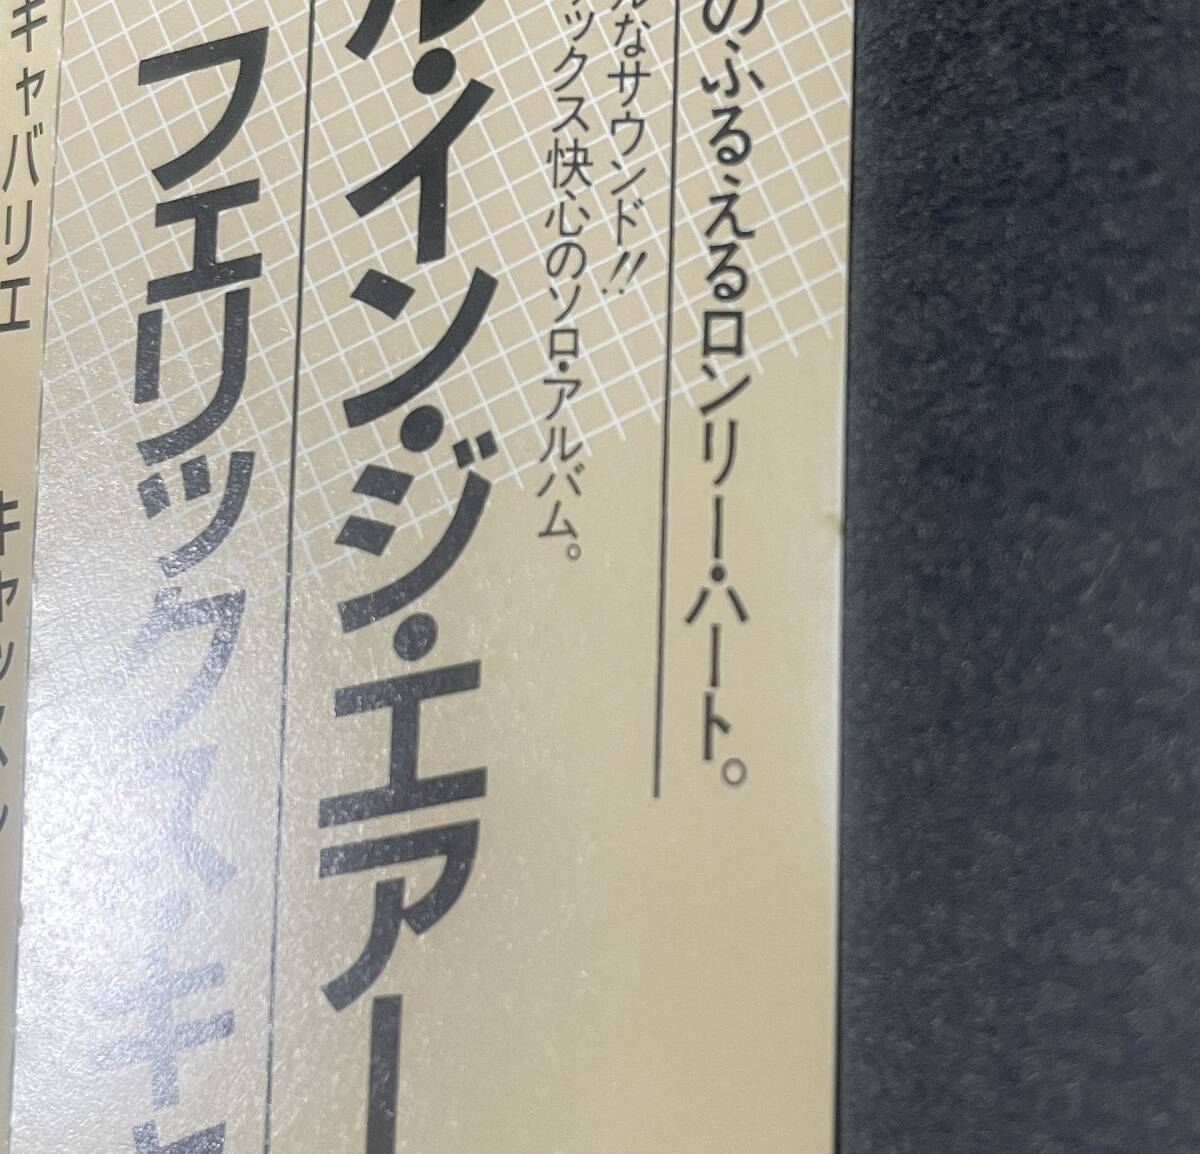 のふるえるロンリー・ハート。
ルなサウンド!!
ックス快心のソロ・アルバム。
ル・イン・ジ・エアー
フェリックス・キャ
キャバリエ　キャッスル